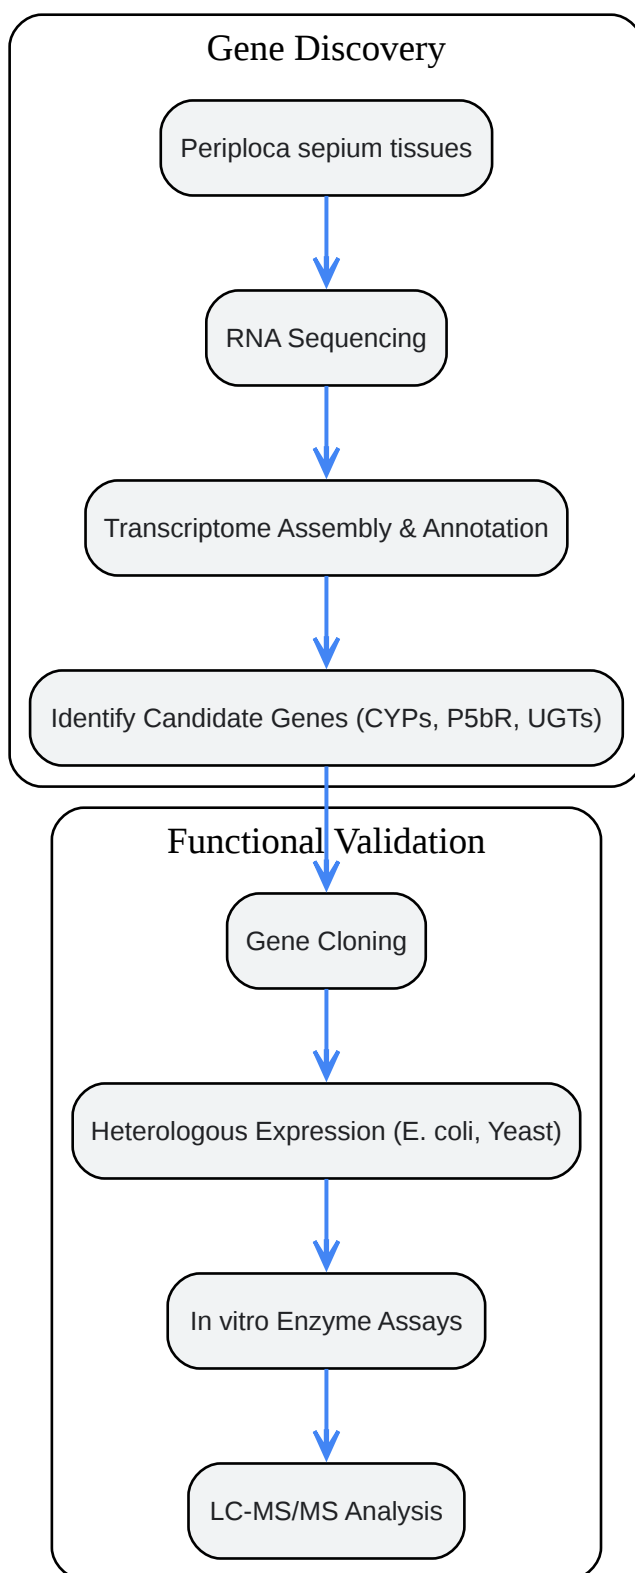 Gene Discovery
Periploca sepium tissues
RNA Sequencing
Transcriptome Assembly & Annotation
Identify Candidate Genes (CYPs, P5bR, UGTs)
Functional Validation
Gene Cloning
Heterologous Expression (E. coli, Yeast)
In vitro Enzyme Assays
LC-MS/MS Analysis